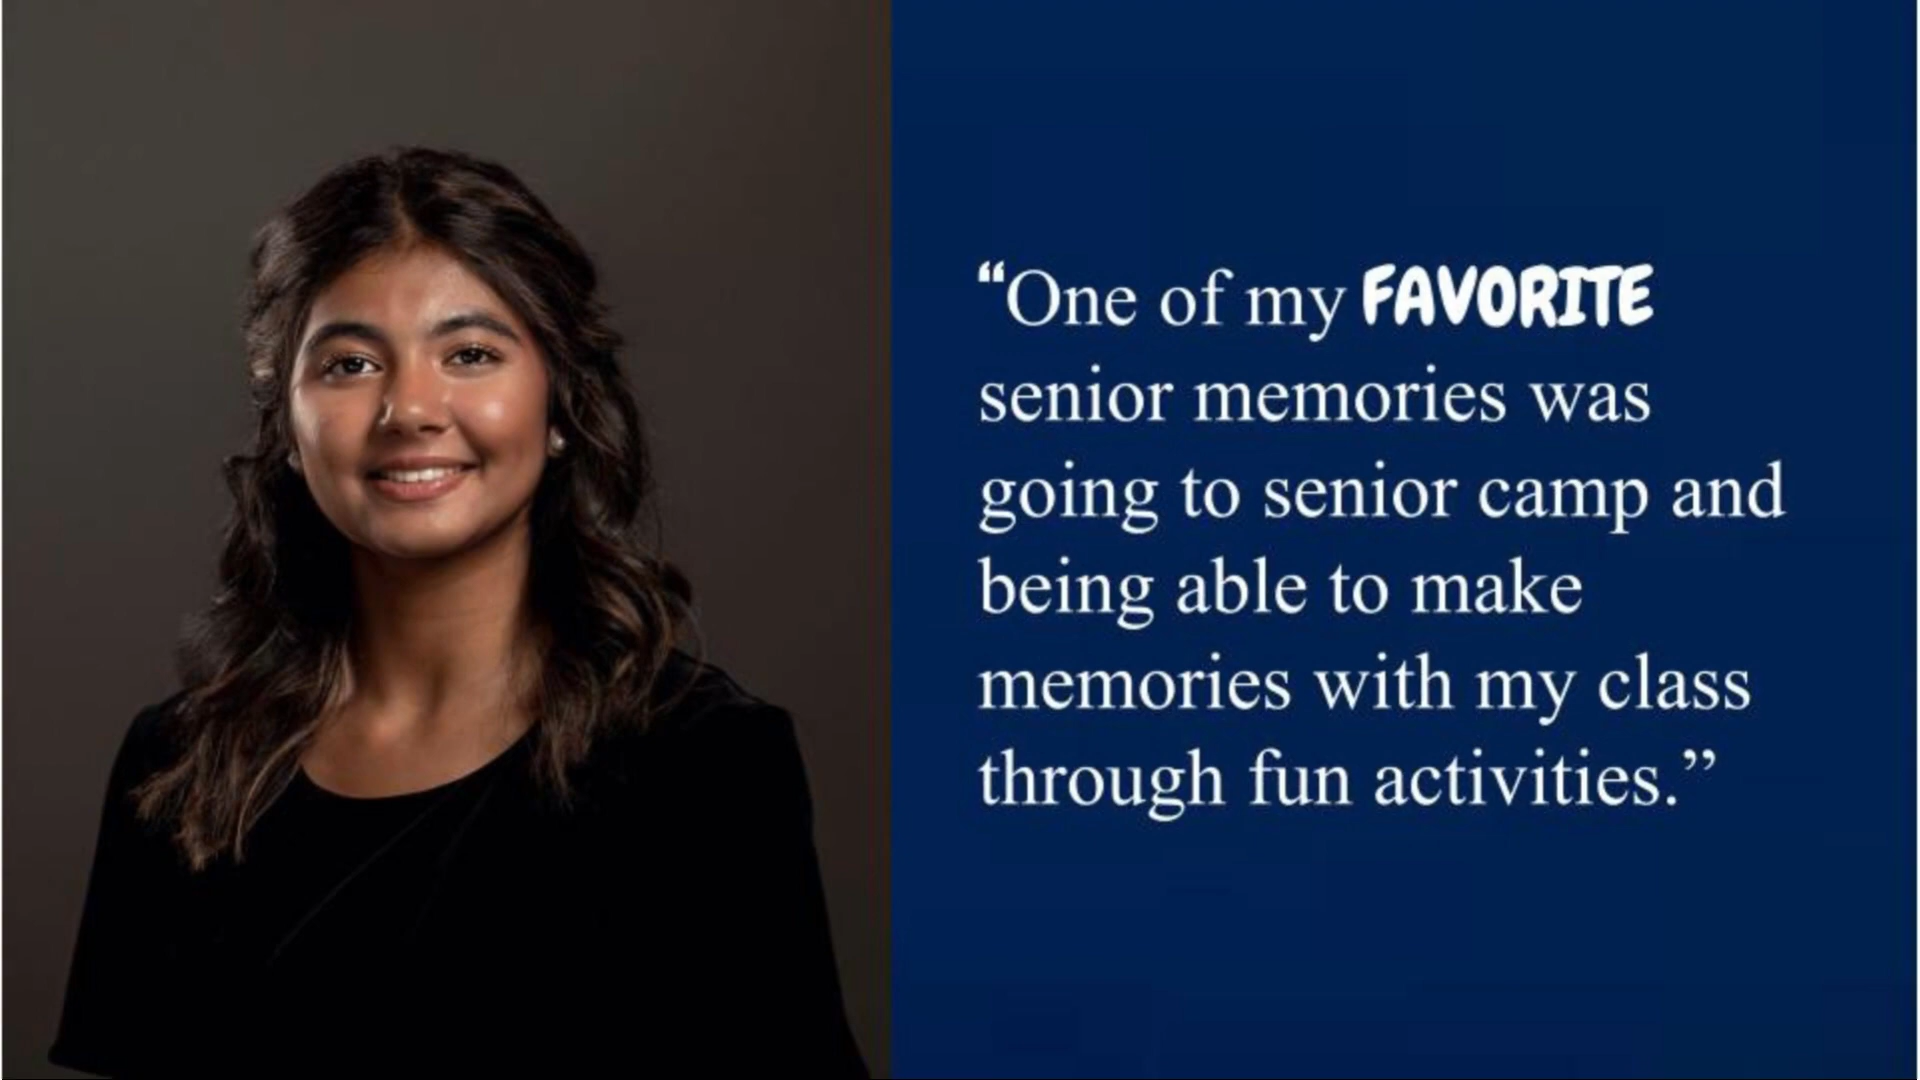 “One of my FAVORITE
senior memories was
going to senior camp and
being able to make
memories with my class
through fun activities.”